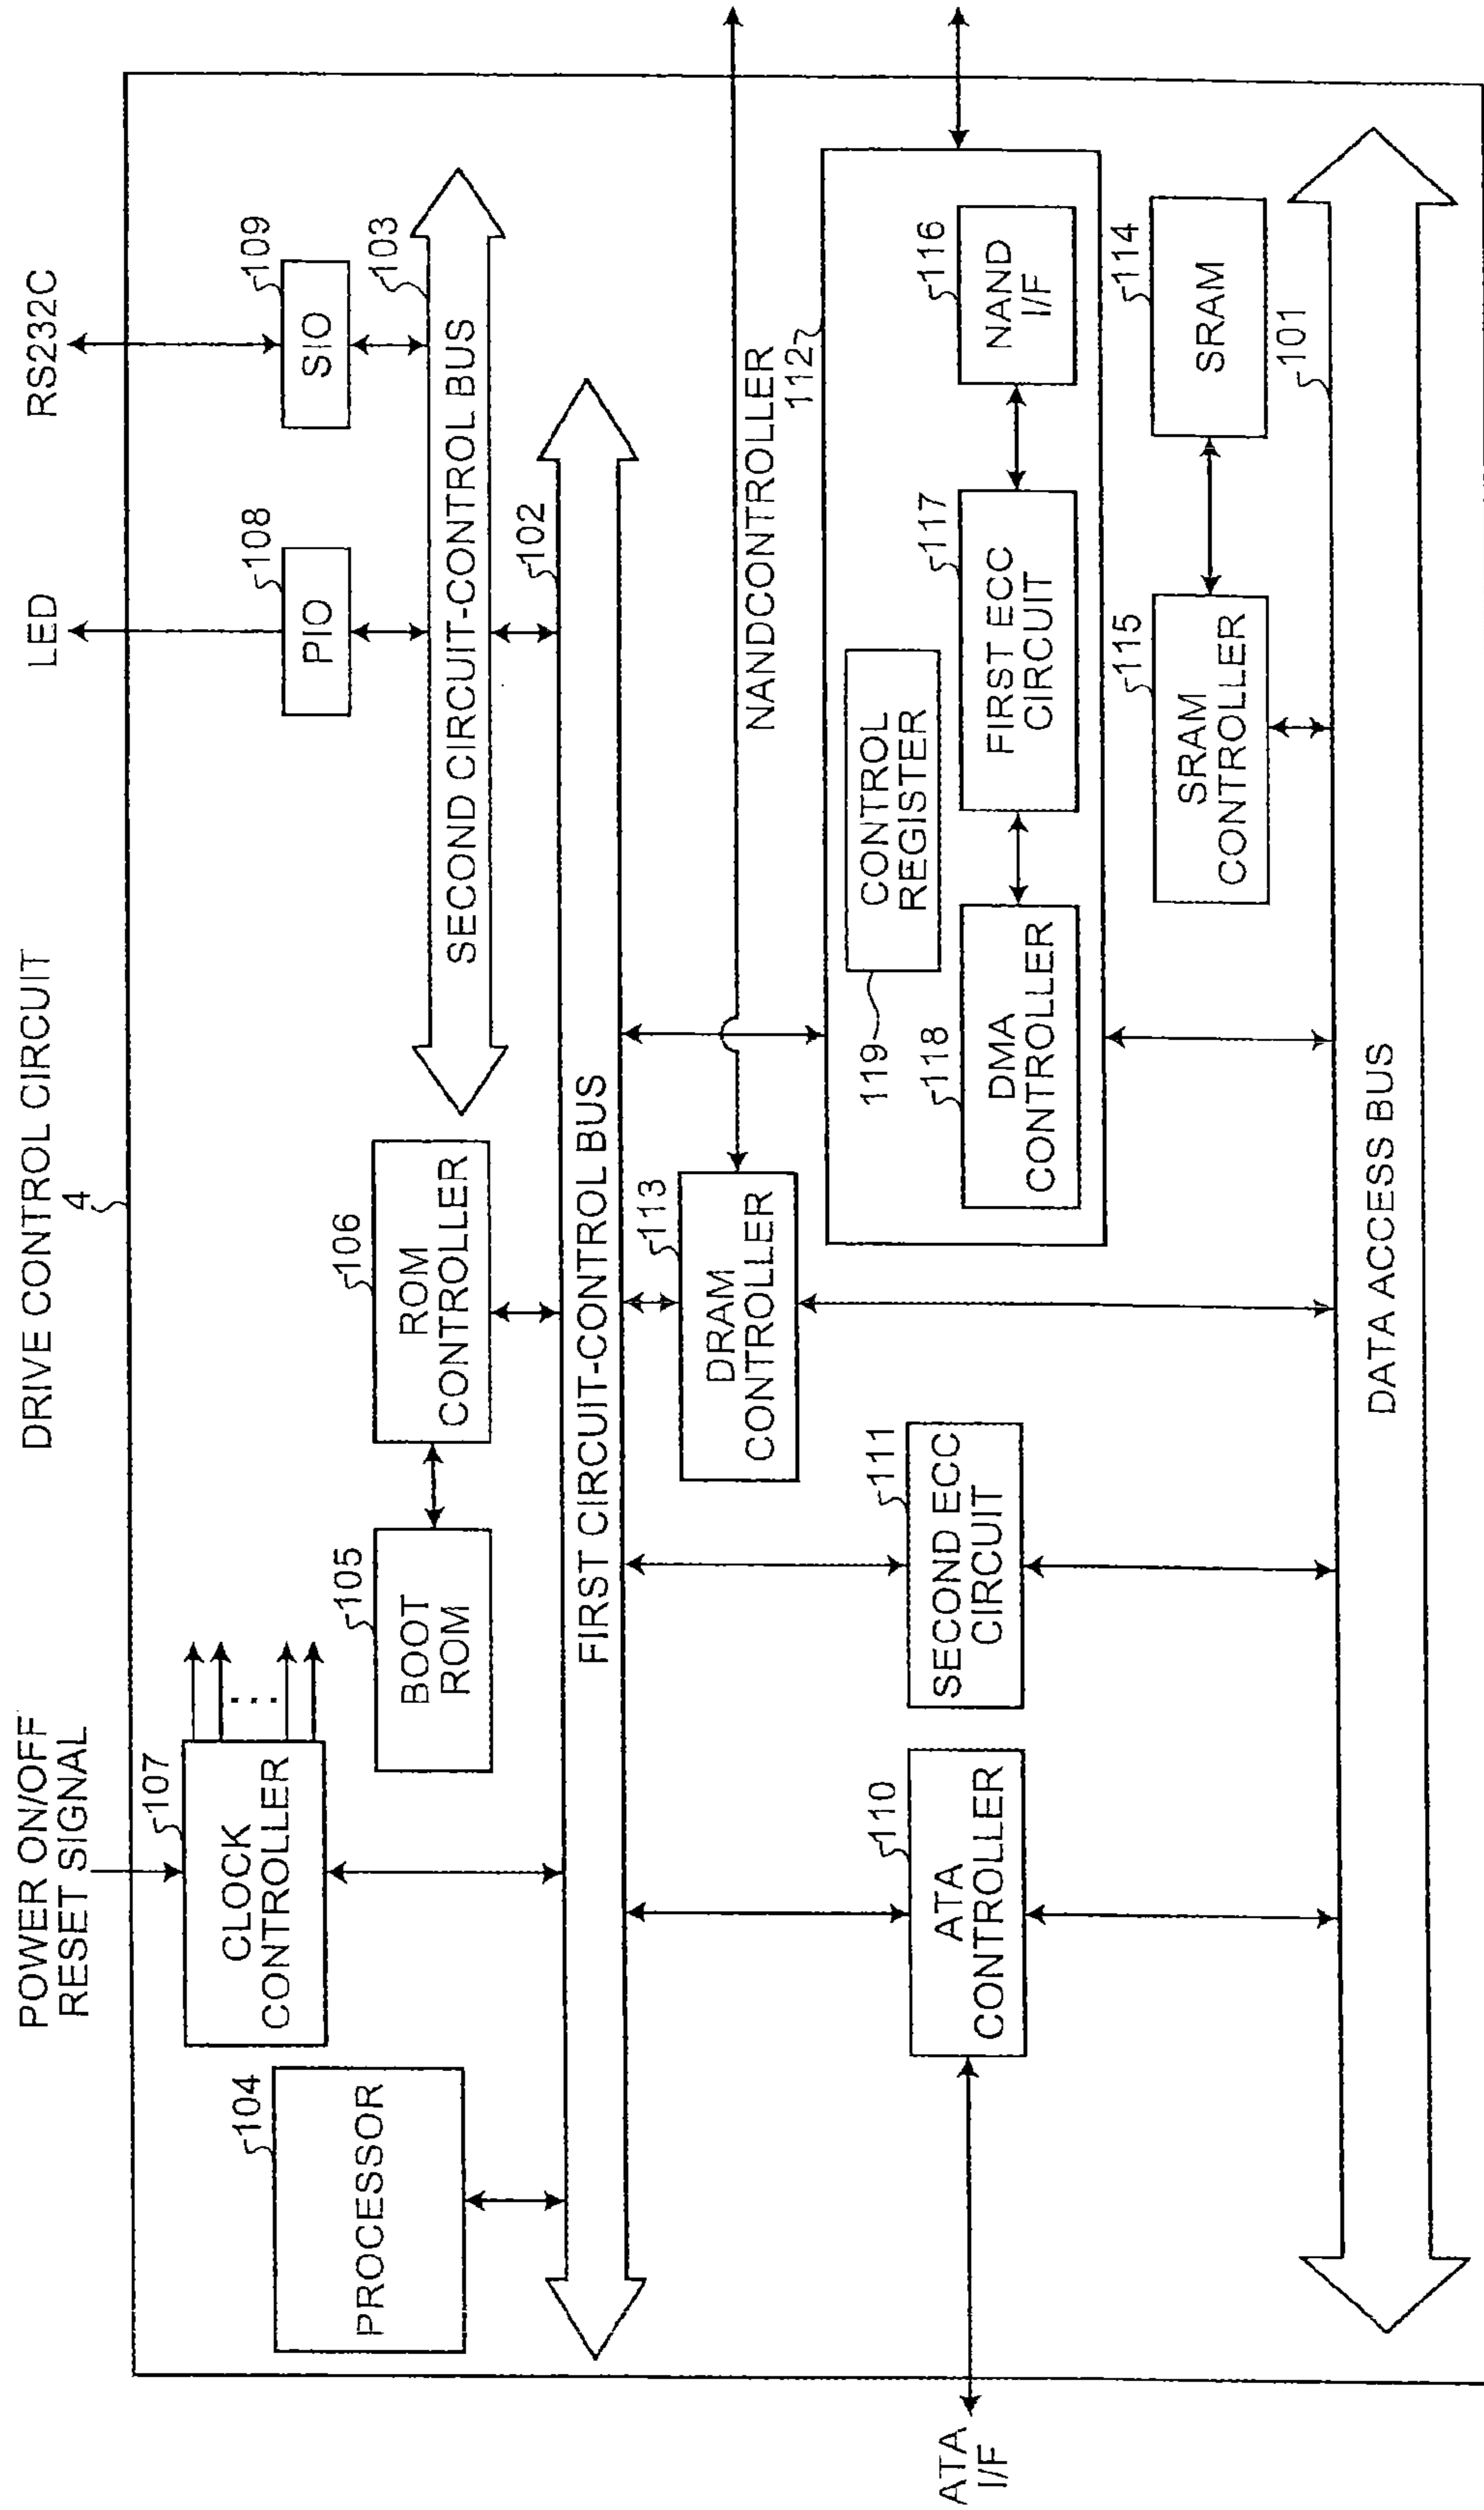 DRIVE CONTROL CIRCUIT
4
POWER ON/OFF
RESET SIGNAL
LED
RS232C
107
CLOCK
CONTROLLER
104
PROCESSOR
105
BOOT
ROM
106
ROM
CONTROLLER
108
PIO
109
SIO
103
SECOND CIRCUIT-CONTROL BUS
102
FIRST CIRCUIT-CONTROL BUS
113
DRAM
CONTROLLER
NANDCONTROLLER
112
ATA
I/F
110
ATA
CONTROLLER
111
SECOND ECC
CIRCUIT
119
CONTROL
REGISTER
118
DMA
CONTROLLER
117
FIRST ECC
CIRCUIT
116
NAND
I/F
115
SRAM
CONTROLLER
114
SRAM
101
DATA ACCESS BUS